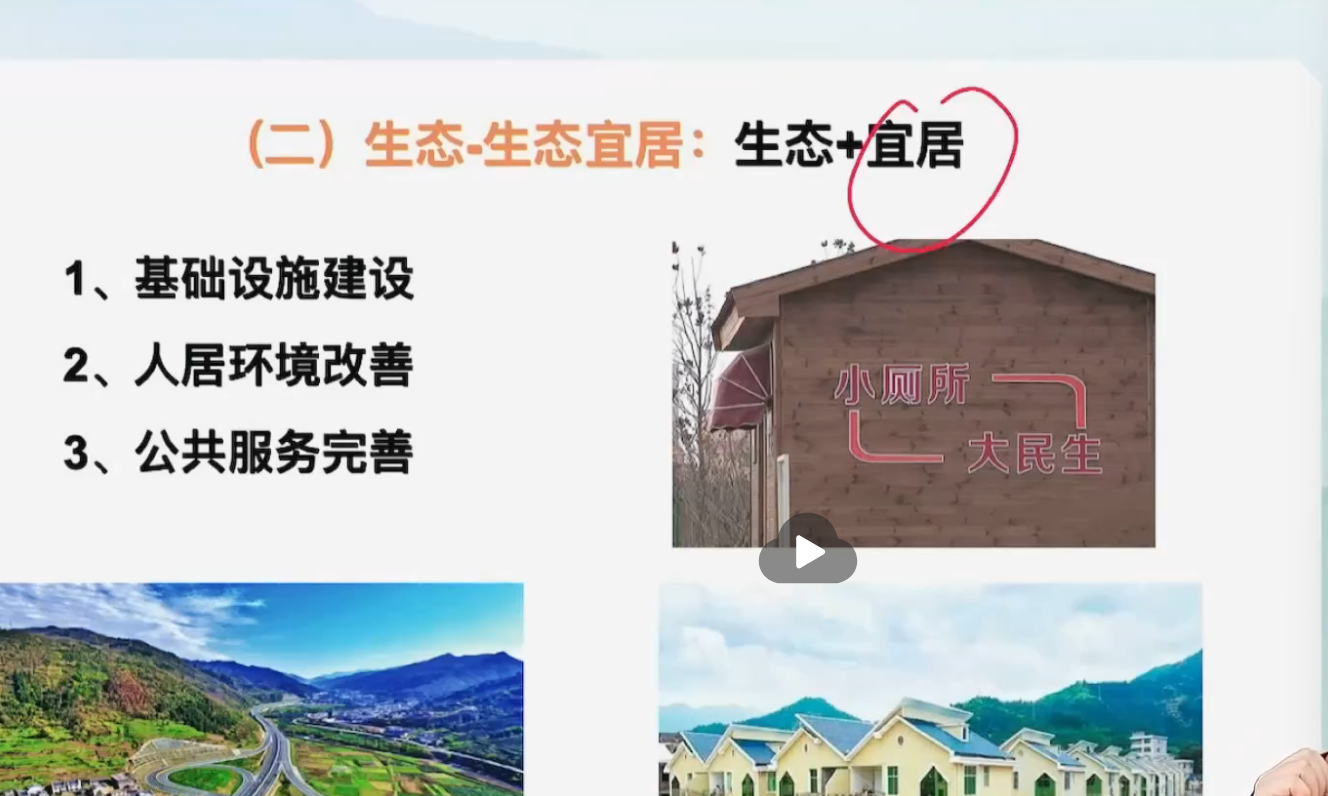 （二）生态-生态宜居：生态+宜居
1、基础设施建设
2、人居环境改善
3、公共服务完善
小厕所
大民生